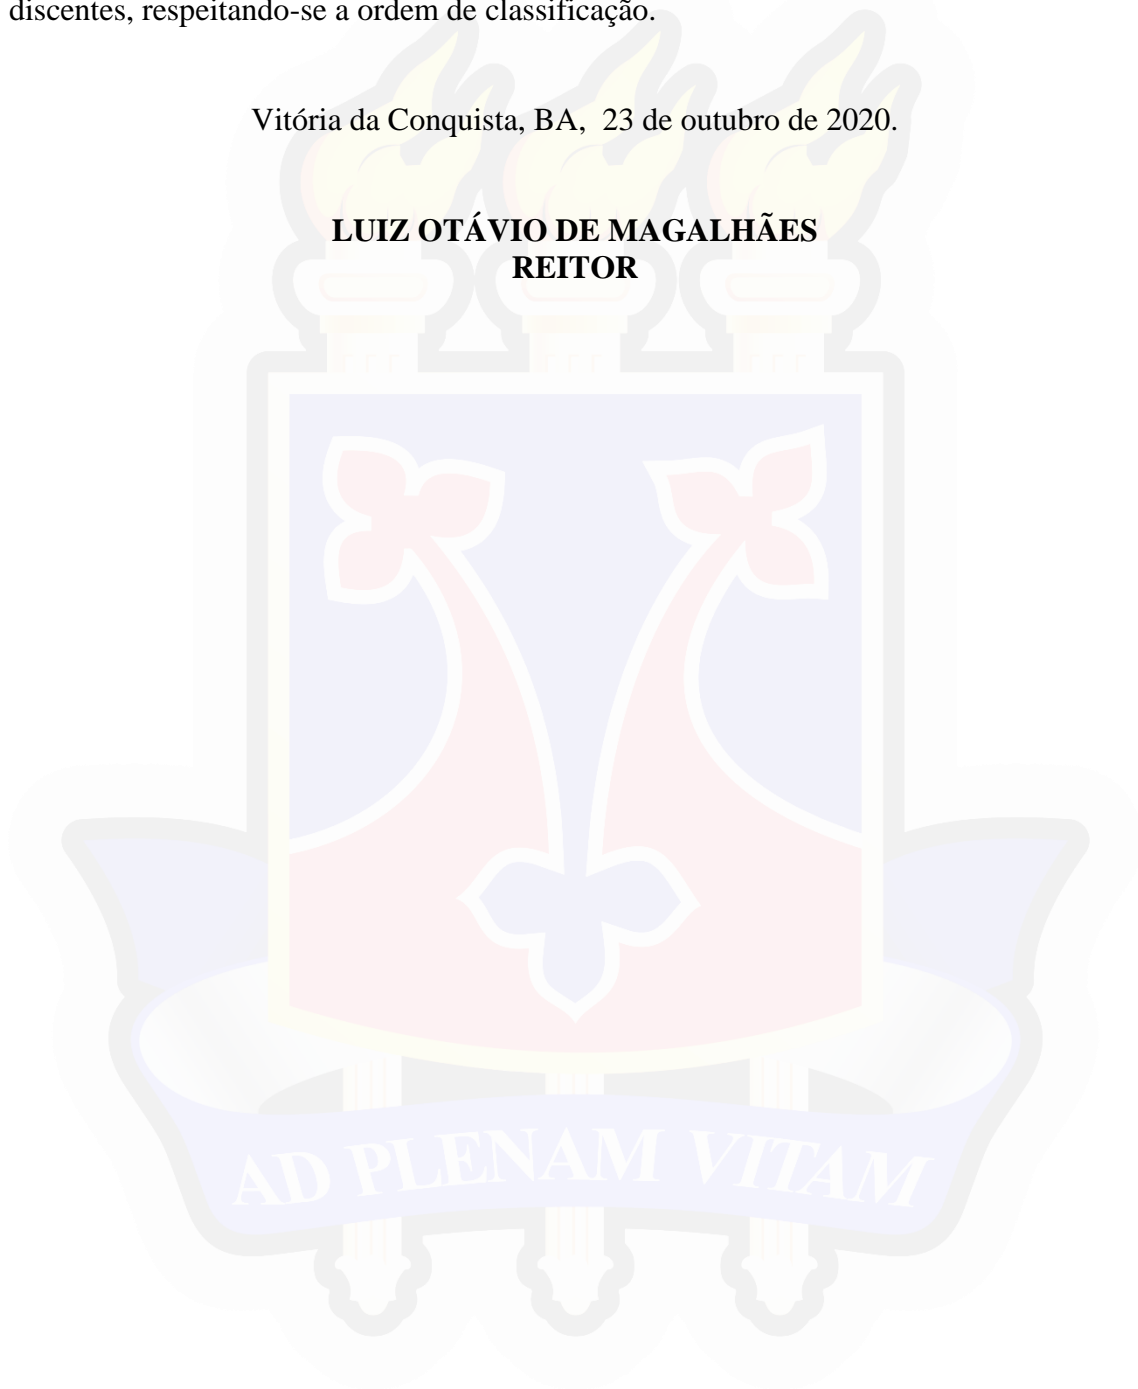 discentes, respeitando-se a ordem de classificação.
Vitória da Conquista, BA,  23 de outubro de 2020.
LUIZ OTÁVIO DE MAGALHÃES
REITOR
AD PLENAM VITAM